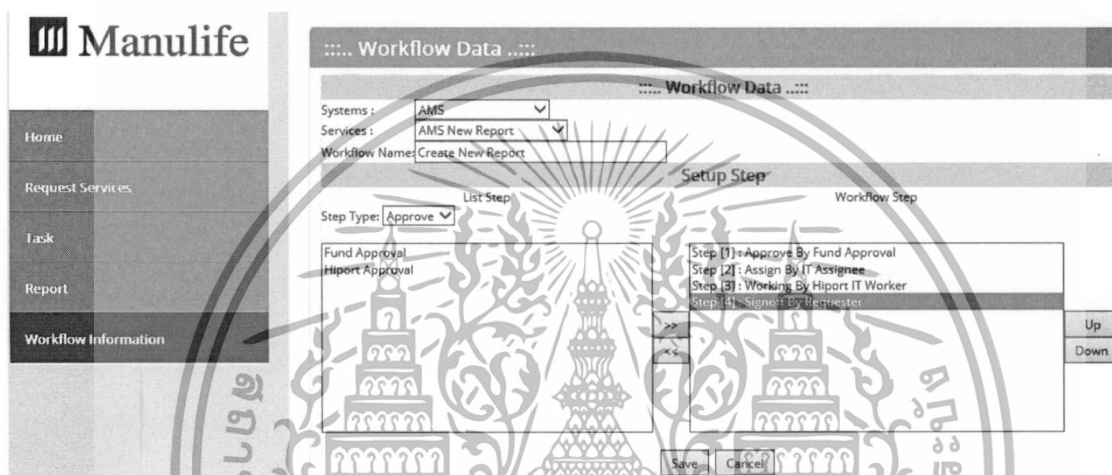 Manulife
Home
Request Services
Task
Report
Workflow Information
:::.. Workflow Data ..:::
:::.. Workflow Data ..:::
Systems : AMS
Services : AMS New Report
Workflow Name: Create New Report
Setup Step
List Step
Workflow Step
Step Type: Approve
Fund Approval
Hiport Approval
Step [1] : Approve By Fund Approval
Step [2] : Assign By IT Assignee
Step [3] : Working By Hiport IT Worker
Step [4] : Signoff By Requester
>>
<<
Up
Down
Save
Cancel